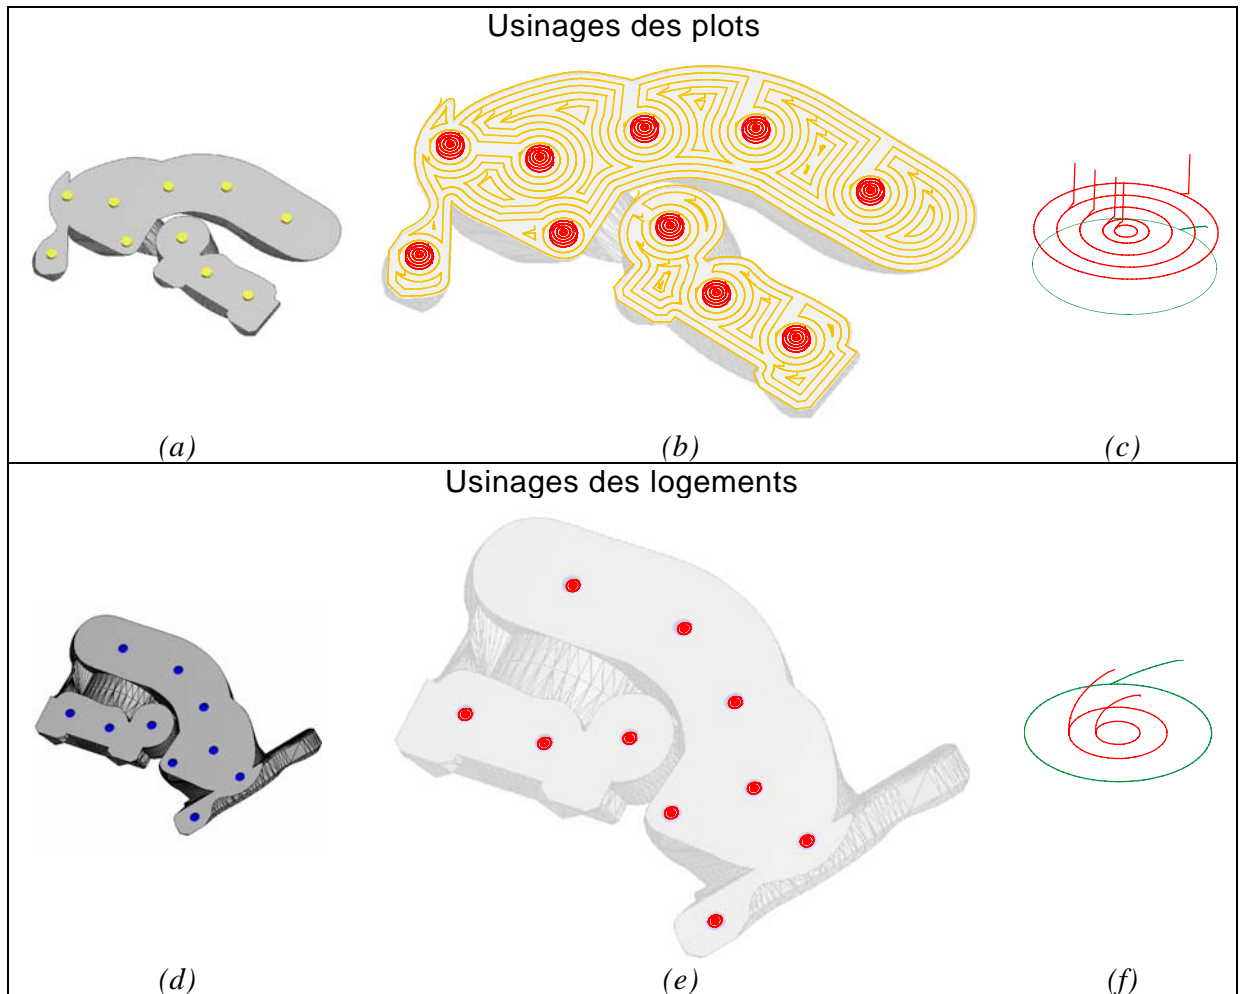 Usinages des plots
(a)
(b)
(c)
Usinages des logements
(d)
(e)
(f)